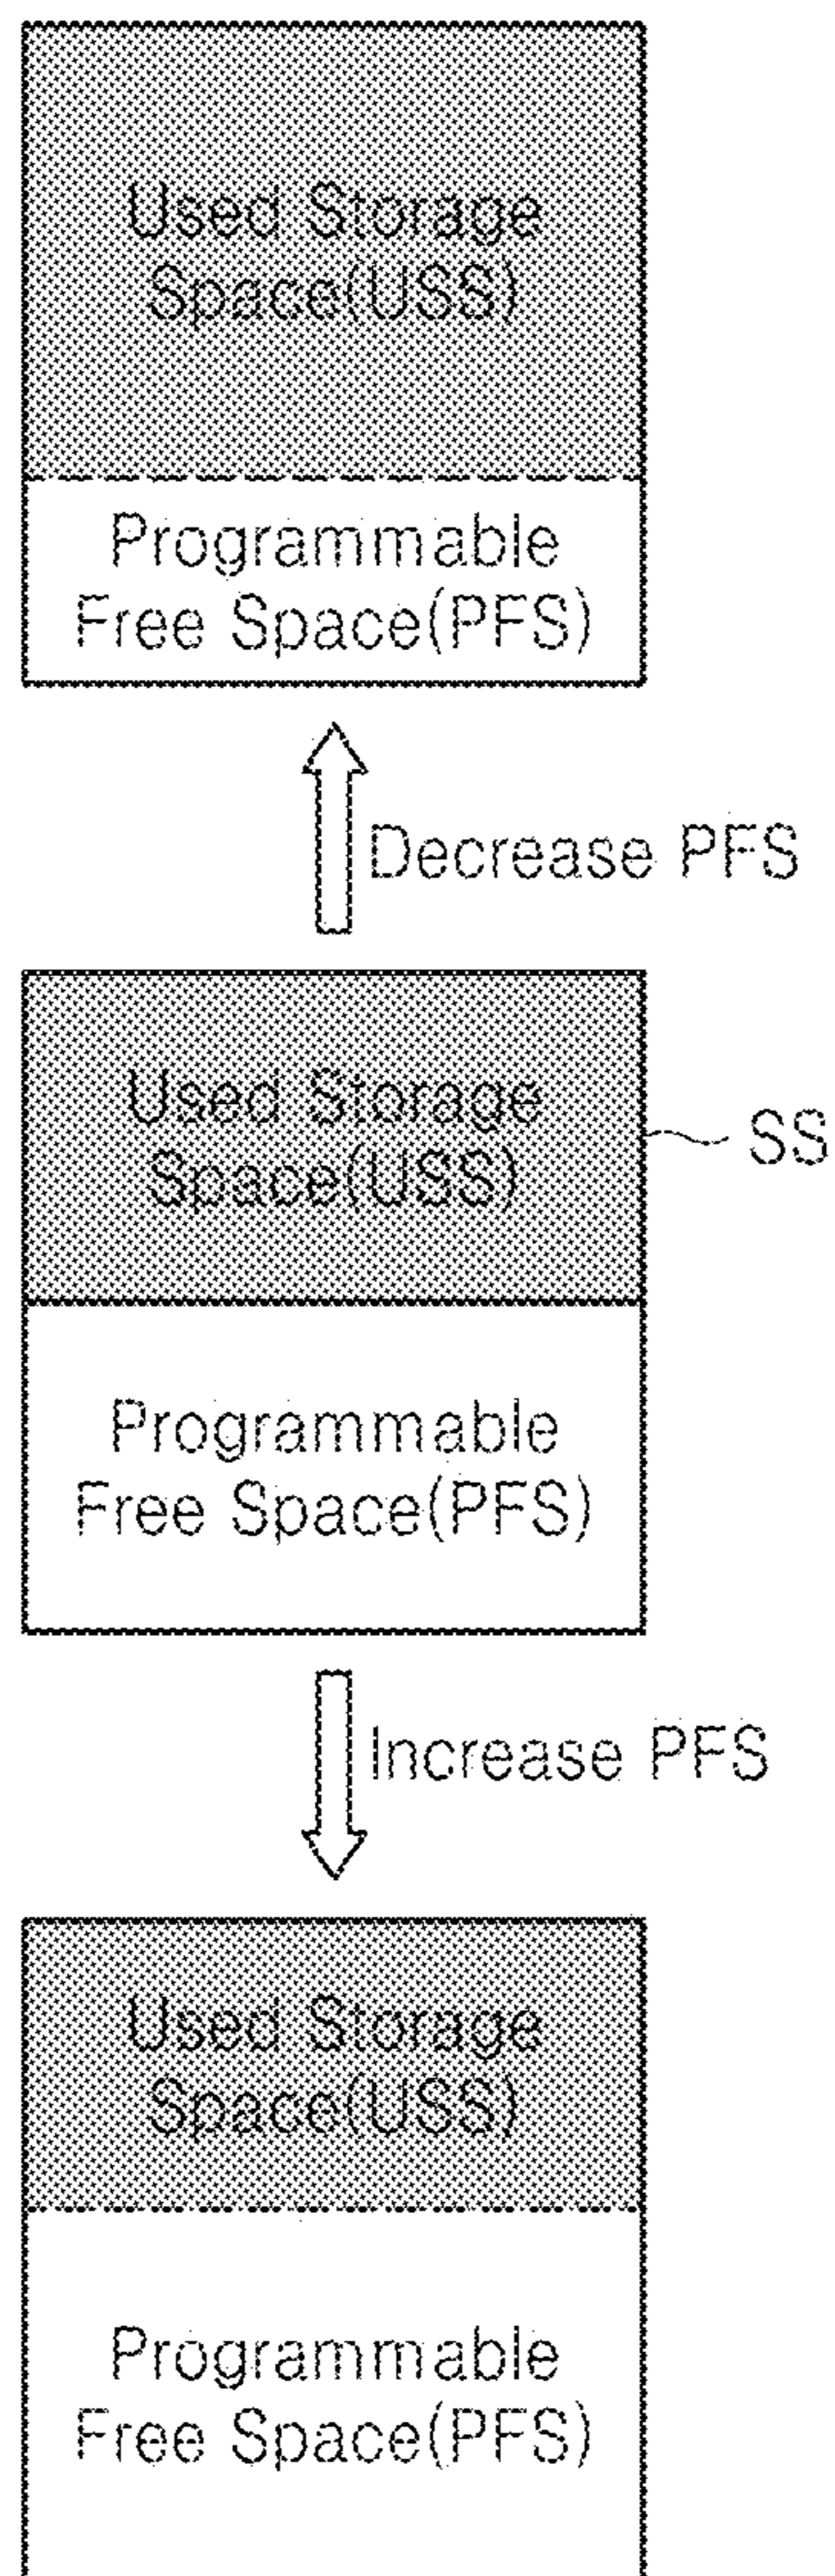 Used Storage
Space(USS)
Programmable
Free Space(PFS)
Decrease PFS
Used Storage
Space(USS)
SS
Programmable
Free Space(PFS)
Increase PFS
Used Storage
Space(USS)
Programmable
Free Space(PFS)